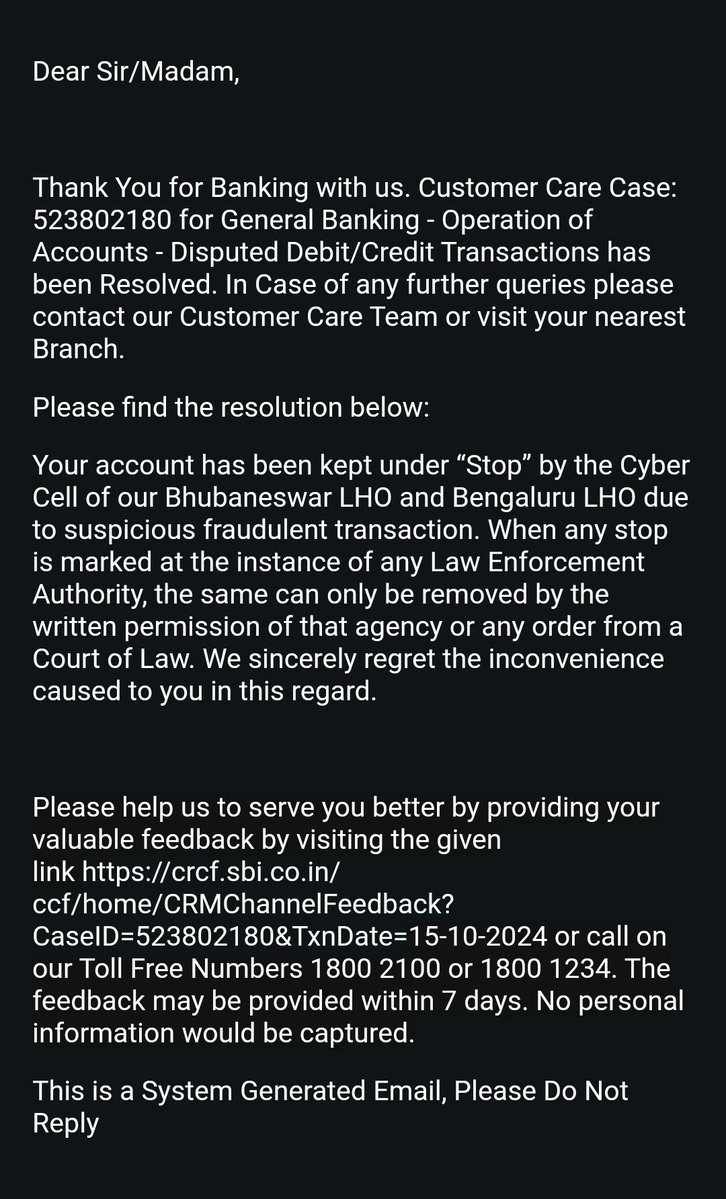 Dear Sir/Madam,
Thank You for Banking with us. Customer Care Case:
523802180 for General Banking - Operation of
Accounts - Disputed Debit/Credit Transactions has
been Resolved. In Case of any further queries please
contact our Customer Care Team or visit your nearest
Branch.
Please find the resolution below:
Your account has been kept under “Stop” by the Cyber
Cell of our Bhubaneswar LHO and Bengaluru LHO due
to suspicious fraudulent transaction. When any stop
is marked at the instance of any Law Enforcement
Authority, the same can only be removed by the
written permission of that agency or any order from a
Court of Law. We sincerely regret the inconvenience
caused to you in this regard.
Please help us to serve you better by providing your
valuable feedback by visiting the given
link https://crcf.sbi.co.in/
ccf/home/CRMChannelFeedback?
CaseID=523802180&TxnDate=15-10-2024 or call on
our Toll Free Numbers 1800 2100 or 1800 1234. The
feedback may be provided within 7 days. No personal
information would be captured.
This is a System Generated Email, Please Do Not
Reply